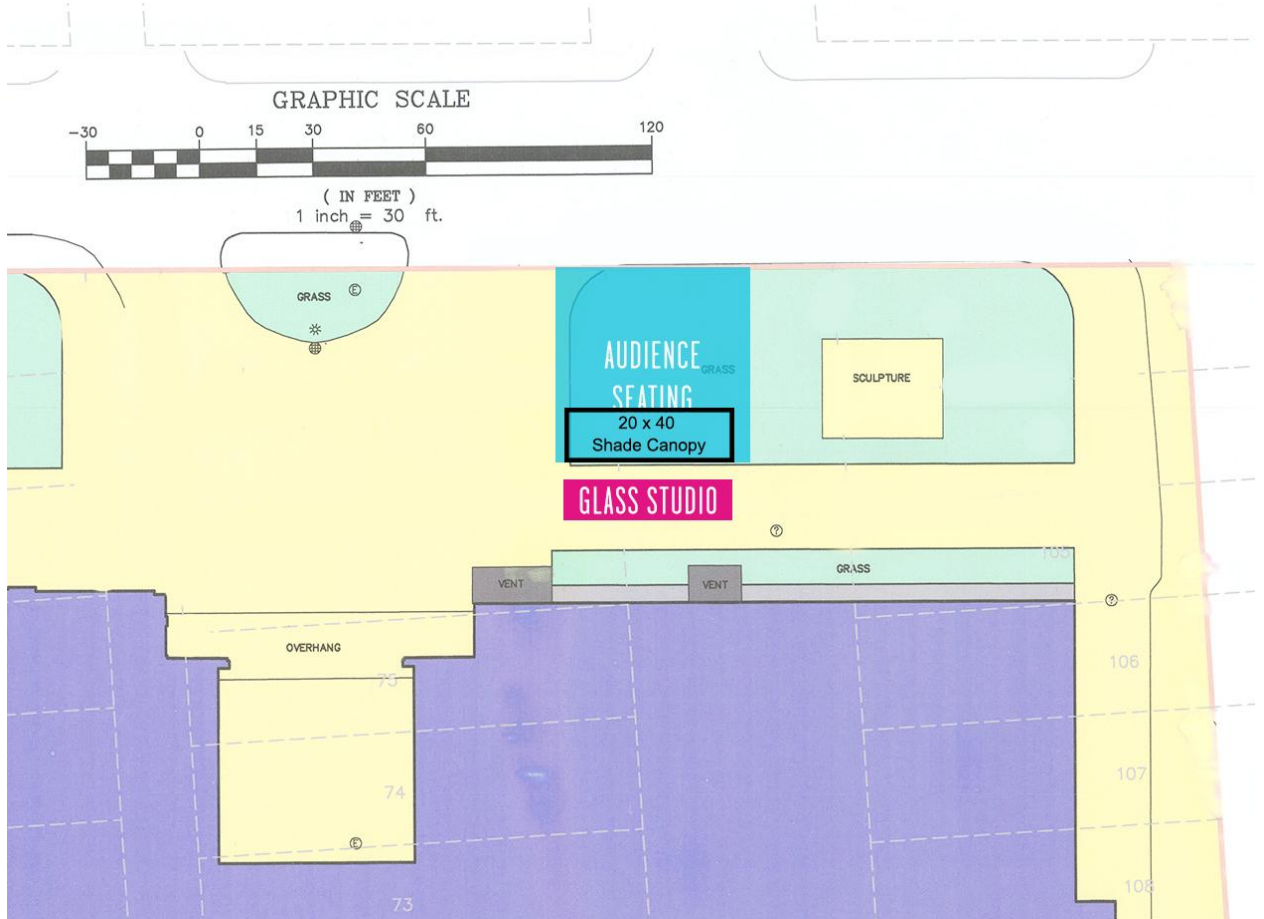 GRAPHIC SCALE
-30 0 15 30 60 120
( IN FEET )
1 inch = 30 ft.
GRASS
E
AUDIENCE
GRASS
SEATING
20 x 40
Shade Canopy
SCULPTURE
GLASS STUDIO
?
105
VENT
VENT
GRASS
?
OVERHANG
106
75
107
74
E
108
73